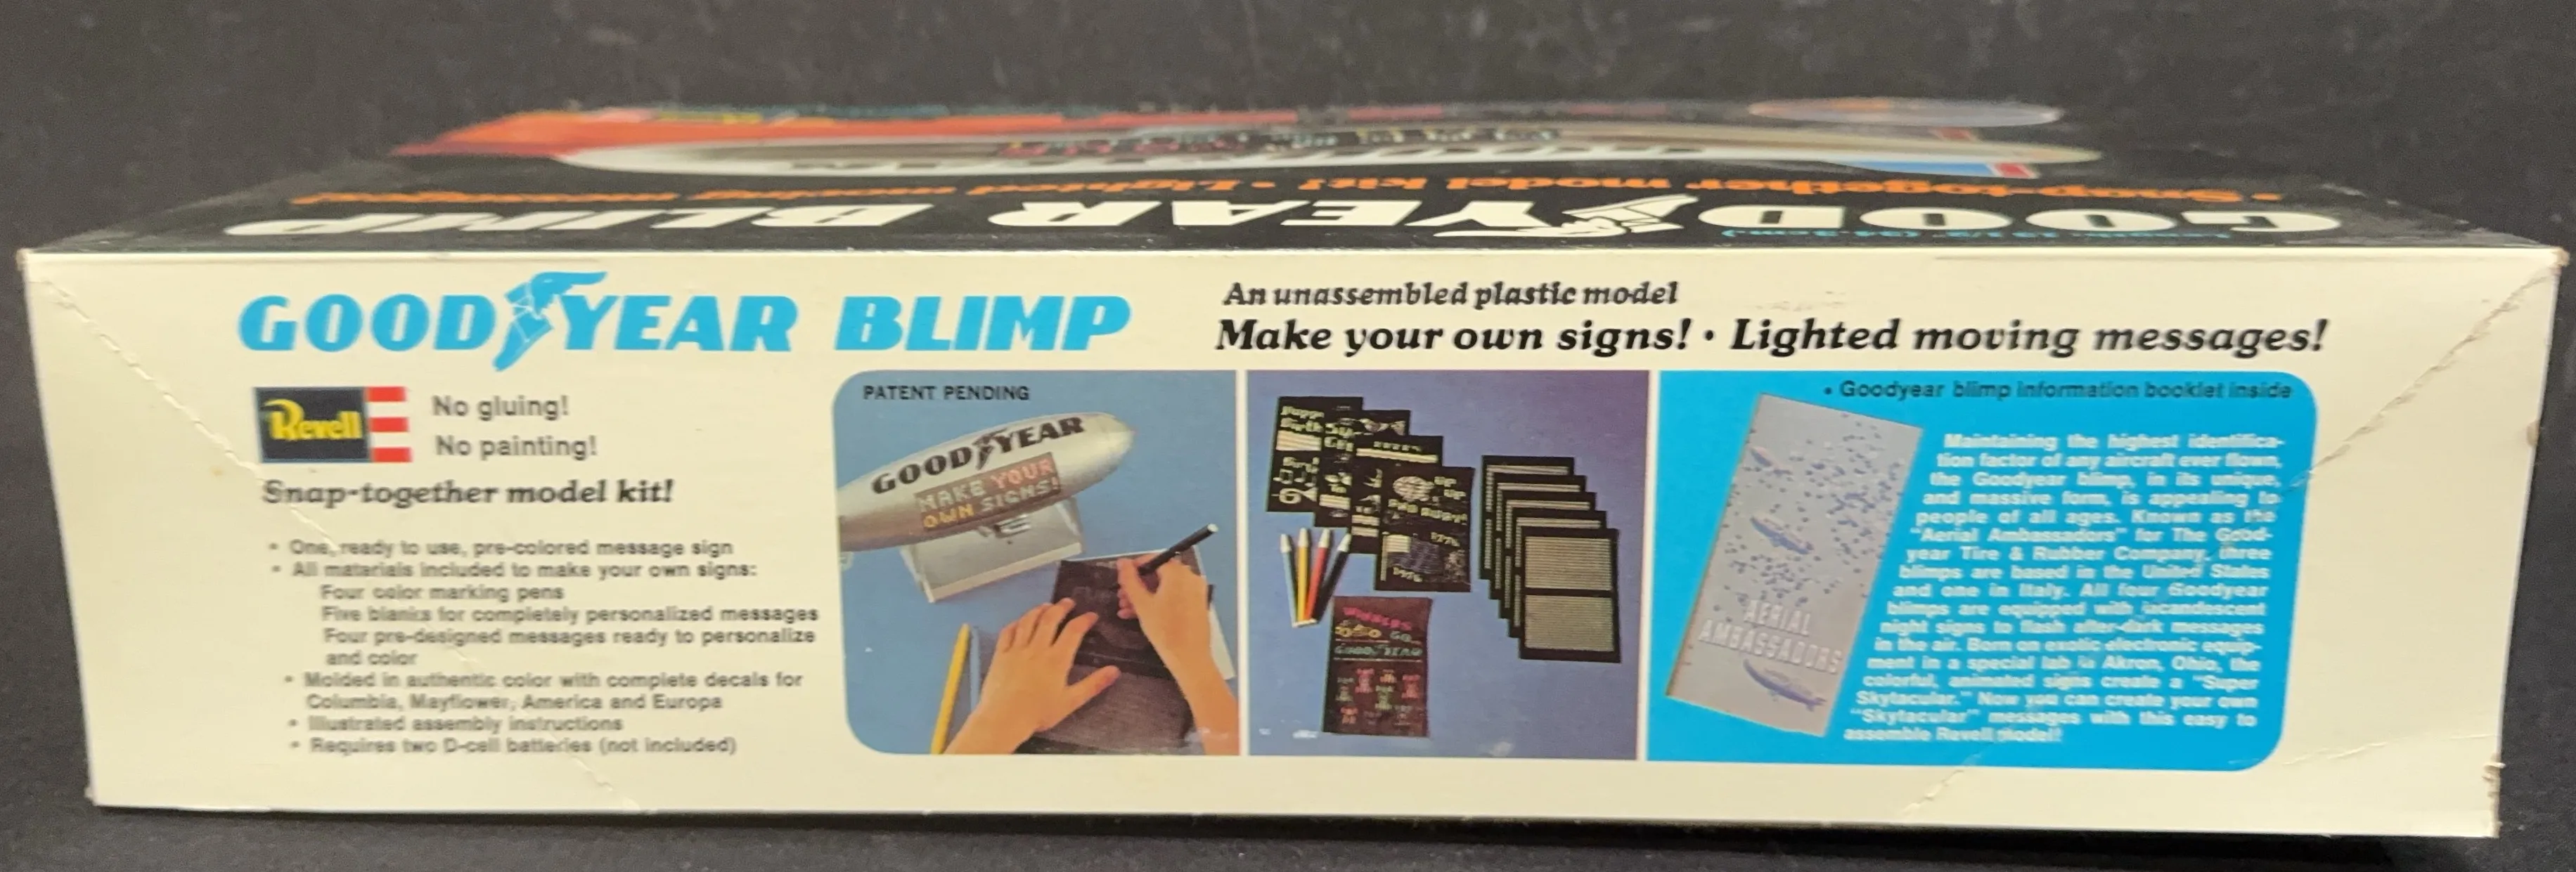 • Snap-together model kit! • Lighted moving messages!
GOODYEAR BLIMP
GOODYEAR BLIMP
An unassembled plastic model
Make your own signs! • Lighted moving messages!
Revell
No gluing!
No painting!
Snap-together model kit!
• One, ready to use, pre-colored message sign
• All materials included to make your own signs:
Four color marking pens
Five blanks for completely personalized messages
Four pre-designed messages ready to personalize
and color
• Molded in authentic color with complete decals for
Columbia, Mayflower, America and Europa
• Illustrated assembly instructions
• Requires two D-cell batteries (not included)
PATENT PENDING
GOODYEAR
MAKE YOUR
OWN SIGNS!
1976
GOODYEAR
• Goodyear blimp information booklet inside
AERIAL
AMBASSADORS
Maintaining the highest identifica-
tion factor of any aircraft ever flown,
the Goodyear blimp, in its unique,
and massive form, is appealing to
people of all ages. Known as the
"Aerial Ambassadors" for The Good-
year Tire & Rubber Company, three
blimps are based in the United States
and one in Italy. All four Goodyear
blimps are equipped with incandescent
night signs to flash after-dark messages
in the air. Born on exotic electronic equip-
ment in a special lab in Akron, Ohio, the
colorful, animated signs create a "Super
Skytacular." Now you can create your own
"Skytacular" messages with this easy to
assemble Revell Model!